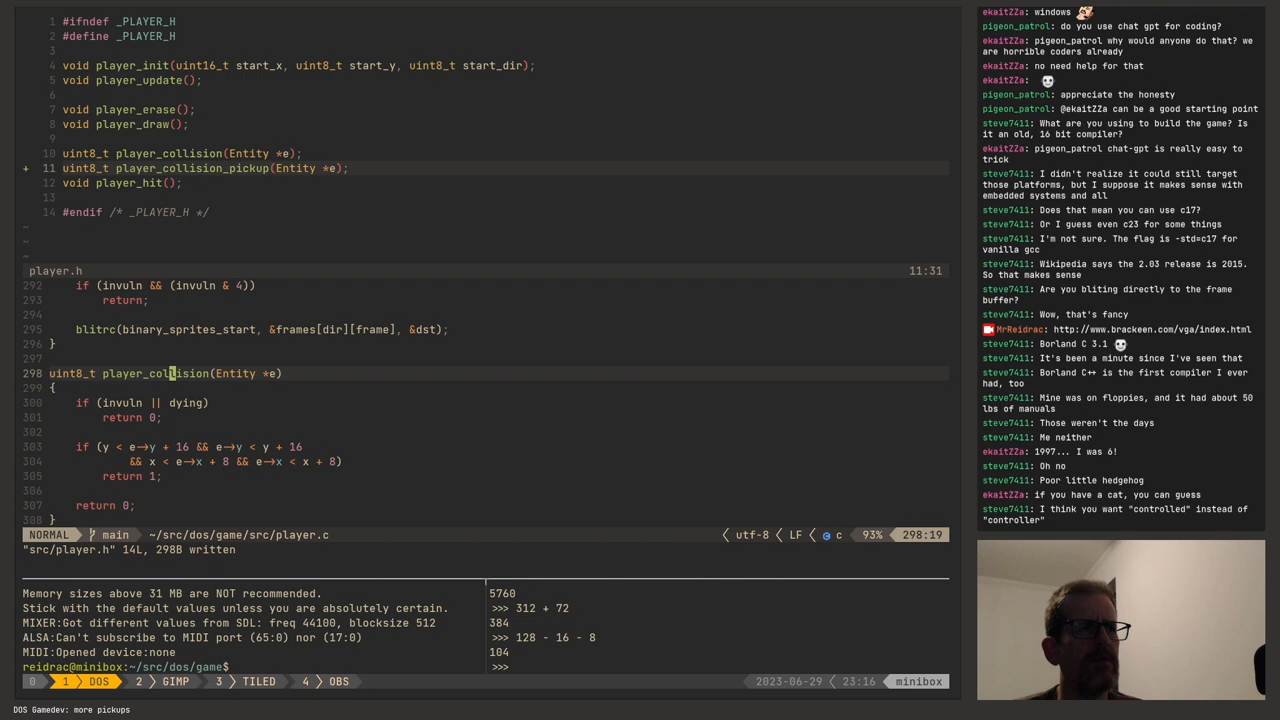 1 #ifndef _PLAYER_H
2 #define _PLAYER_H
3
4 void player_init(uint16_t start_x, uint8_t start_y, uint8_t start_dir);
5 void player_update();
6
7 void player_erase();
8 void player_draw();
9
10 uint8_t player_collision(Entity *e);
+ 11 uint8_t player_collision_pickup(Entity *e);
12 void player_hit();
13
14 #endif /* _PLAYER_H */
~
~
~
player.h 11:31
292 if (invuln && (invuln & 4))
293 return;
294
295 blitrc(binary_sprites_start, &frames[dir][frame], &dst);
296 }
297
298 uint8_t player_collision(Entity *e)
299 {
300 if (invuln || dying)
301 return 0;
302
303 if (y < e->y + 16 && e->y < y + 16
304 && x < e->x + 8 && e->x < x + 8)
305 return 1;
306
307 return 0;
308 }
NORMAL main ~/src/dos/game/src/player.c utf-8 LF c 93% 298:19
"src/player.h" 14L, 298B written
Memory sizes above 31 MB are NOT recommended.
Stick with the default values unless you are absolutely certain.
MIXER:Got different values from SDL: freq 44100, blocksize 512
ALSA:Can't subscribe to MIDI port (65:0) nor (17:0)
MIDI:Opened device:none
reidrac@minibox:~/src/dos/game$
5760
>>> 312 + 72
384
>>> 128 - 16 - 8
104
>>>
0 1 DOS 2 GIMP 3 TILED 4 OBS 2023-06-29 23:16 minibox
DOS Gamedev: more pickups
ekaitZZa: windows
pigeon_patrol: do you use chat gpt for coding?
ekaitZZa: pigeon_patrol why would anyone do that? we
are horrible coders already
ekaitZZa: no need help for that
ekaitZZa:
pigeon_patrol: appreciate the honesty
pigeon_patrol: @ekaitZZa can be a good starting point
steve7411: What are you using to build the game? Is
it an old, 16 bit compiler?
ekaitZZa: pigeon_patrol chat-gpt is really easy to
trick
steve7411: I didn't realize it could still target
those platforms, but I suppose it makes sense with
embedded systems and all
steve7411: Does that mean you can use c17?
steve7411: Or I guess even c23 for some things
steve7411: I'm not sure. The flag is -std=c17 for
vanilla gcc
steve7411: Wikipedia says the 2.03 release is 2015.
So that makes sense
steve7411: Are you bliting directly to the frame
buffer?
steve7411: Wow, that's fancy
MrReidrac: http://www.brackeen.com/vga/index.html
steve7411: Borland C 3.1
steve7411: It's been a minute since I've seen that
steve7411: Borland C++ is the first compiler I ever
had, too
steve7411: Mine was on floppies, and it had about 50
lbs of manuals
steve7411: Those weren't the days
steve7411: Me neither
ekaitZZa: 1997... I was 6!
steve7411: Oh no
steve7411: Poor little hedgehog
ekaitZZa: if you have a cat, you can guess
steve7411: I think you want "controlled" instead of
"controller"